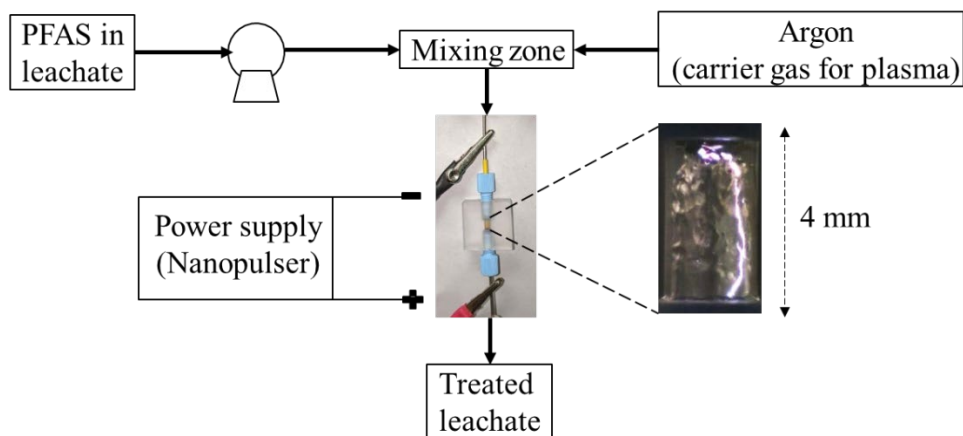 PFAS in
leachate
Mixing zone
Argon
(carrier gas for plasma)
Power supply
(Nanopulser)
4 mm
Treated
leachate